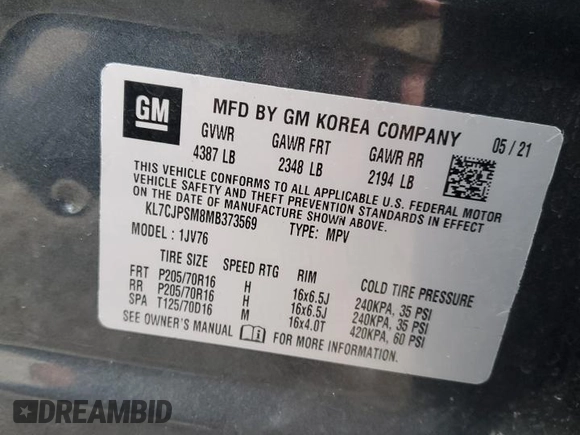 GM
MFD BY GM KOREA COMPANY 05 / 21
GVWR GAWR FRT GAWR RR
4387 LB 2348 LB 2194 LB
THIS VEHICLE CONFORMS TO ALL APPLICABLE U.S. FEDERAL MOTOR
VEHICLE SAFETY AND THEFT PREVENTION STANDARDS IN EFFECT
ON THE DATE OF MANUFACTURE SHOWN ABOVE.
KL7CJPSM8MB373569 TYPE: MPV
MODEL: 1JV76
TIRE SIZE SPEED RTG RIM COLD TIRE PRESSURE
FRT P205/70R16 H 16x6.5J 240KPA, 35 PSI
RR P205/70R16 H 16x6.5J 240KPA, 35 PSI
SPA T125/70D16 M 16x4.0T 420KPA, 60 PSI
SEE OWNER'S MANUAL FOR MORE INFORMATION.
DREAMBID